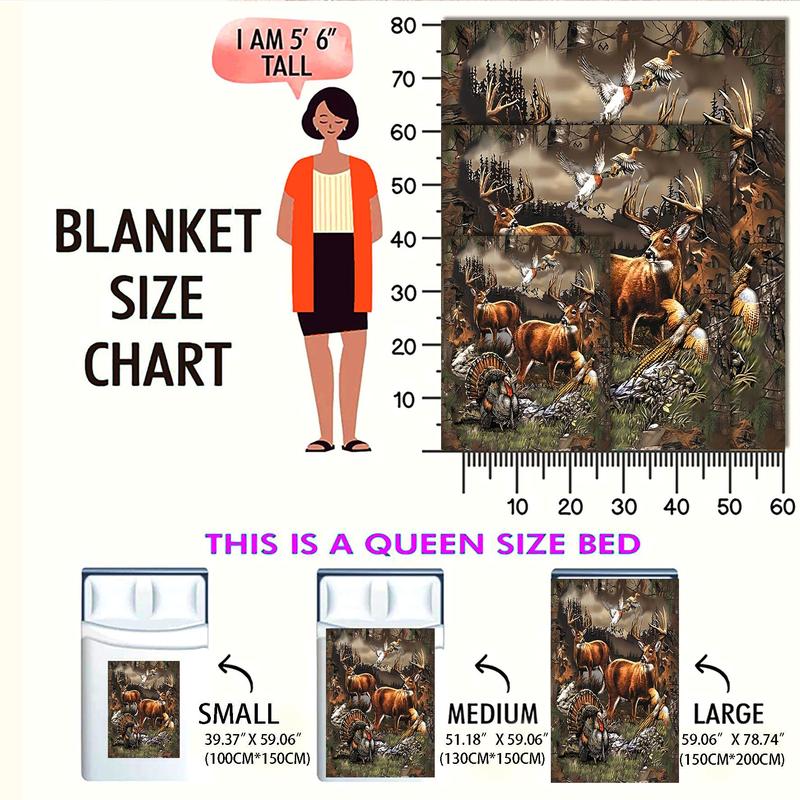 I AM 5' 6"
TALL
BLANKET
SIZE
CHART
80
70
60
50
40
30
20
10
10 20 30 40 50 60
THIS IS A QUEEN SIZE BED
SMALL
39.37" X 59.06"
(100CM*150CM)
MEDIUM
51.18" X 59.06"
(130CM*150CM)
LARGE
59.06" X 78.74"
(150CM*200CM)